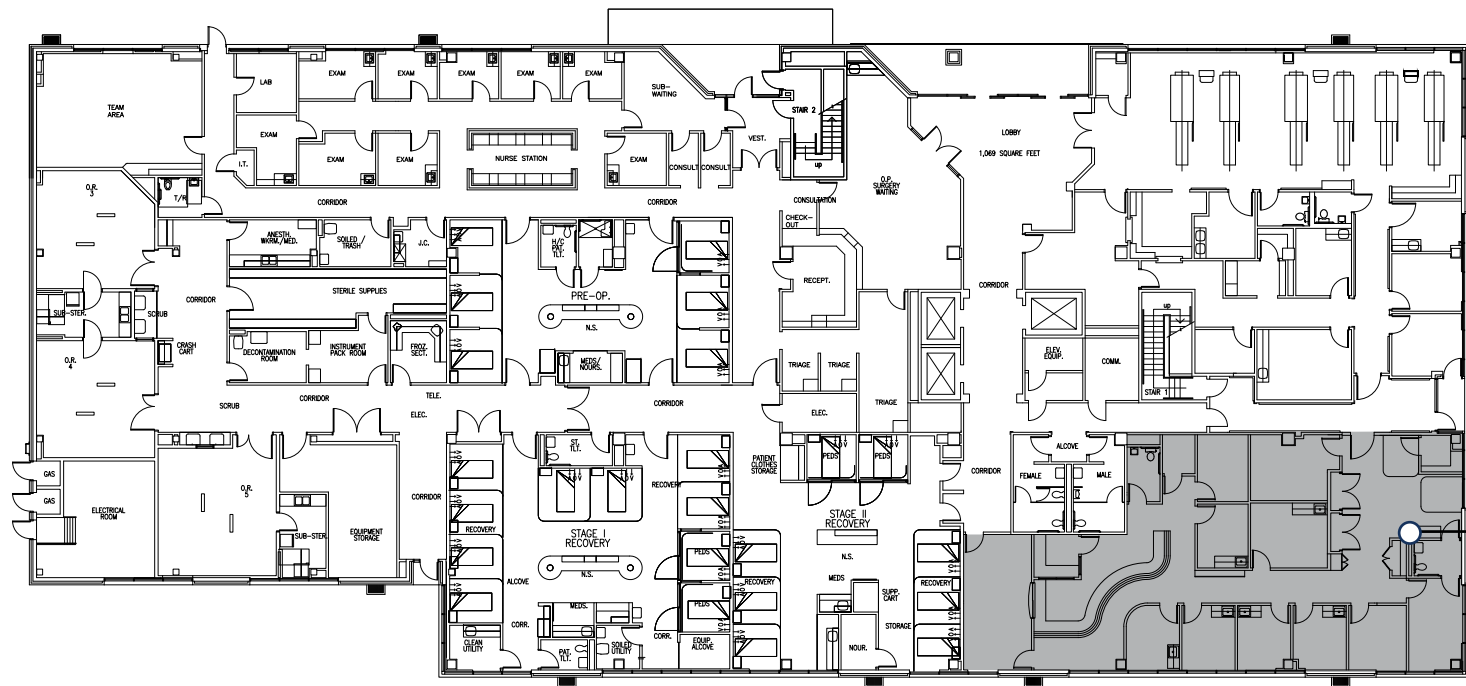 TEAM
AREA
LAB
EXAM
EXAM
EXAM
EXAM
EXAM
SUB-
WAITING
STAIR 2
up
VEST.
LOBBY
1,069 SQUARE FEET
EXAM
I.T.
EXAM
EXAM
NURSE STATION
EXAM
CONSULT
CONSULT
O.P.
SURGERY
WAITING
O.R.
3
T/R
CORRIDOR
CORRIDOR
CONSULTATION
CHECK-
OUT
ANESTH.
WKRM./MED.
SOILED /
TRASH
J.C.
H/C
PAT.
TLT.
RECEPT.
CORRIDOR
CORRIDOR
STERILE SUPPLIES
PRE-OP.
N.S.
SUB-STER.
SCRUB
up
STAIR 1
O.R.
4
CRASH
CART
DECONTAMINATION
ROOM
INSTRUMENT
PACK ROOM
FROZ.
SECT.
MEDS/
NOURS.
TRIAGE
TRIAGE
ELEV.
EQUIP.
COMM.
SCRUB
CORRIDOR
TELE.
ELEC.
CORRIDOR
ELEC.
TRIAGE
GAS
GAS
ELECTRICAL
ROOM
O.R.
5
SUB-STER.
EQUIPMENT
STORAGE
CORRIDOR
ST.
TLT.
RECOVERY
RECOVERY
STAGE I
RECOVERY
N.S.
PEDS
PEDS
PATIENT
CLOTHES
STORAGE
PEDS
PEDS
STAGE II
RECOVERY
N.S.
MEDS
RECOVERY
RECOVERY
SUPP.
CART
STORAGE
NOUR.
CORRIDOR
ALCOVE
FEMALE
MALE
ALCOVE
CORR.
MEDS.
CLEAN
UTILITY
PAT.
TLT.
SOILED
UTILITY
CORR.
EQUIP.
ALCOVE